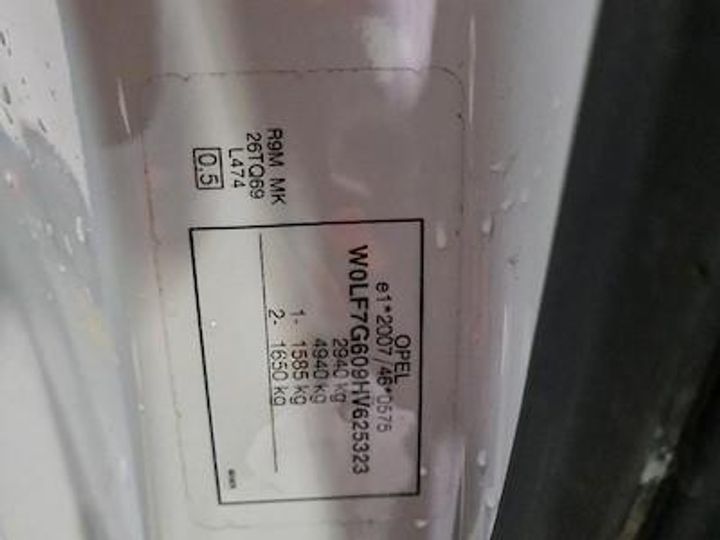 OPEL
e1*2007/46*0575
W0LF7G609HV625323
2940 kg
4940 kg
1- 1585 kg
2- 1650 kg
R9M MK
26TQ69
L474
0,5